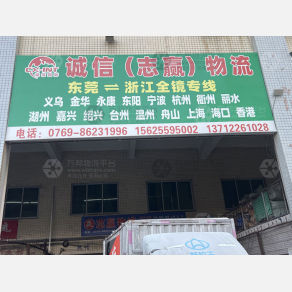 诚信（志赢）物流
东莞⇌浙江全镜专线
义乌 金华 永康 东阳 宁波 杭州 衢州 丽水
湖州 嘉兴 绍兴 台州 温州 舟山 上海 海口 香港
电话：0769-86231996 15625595002 13712261028